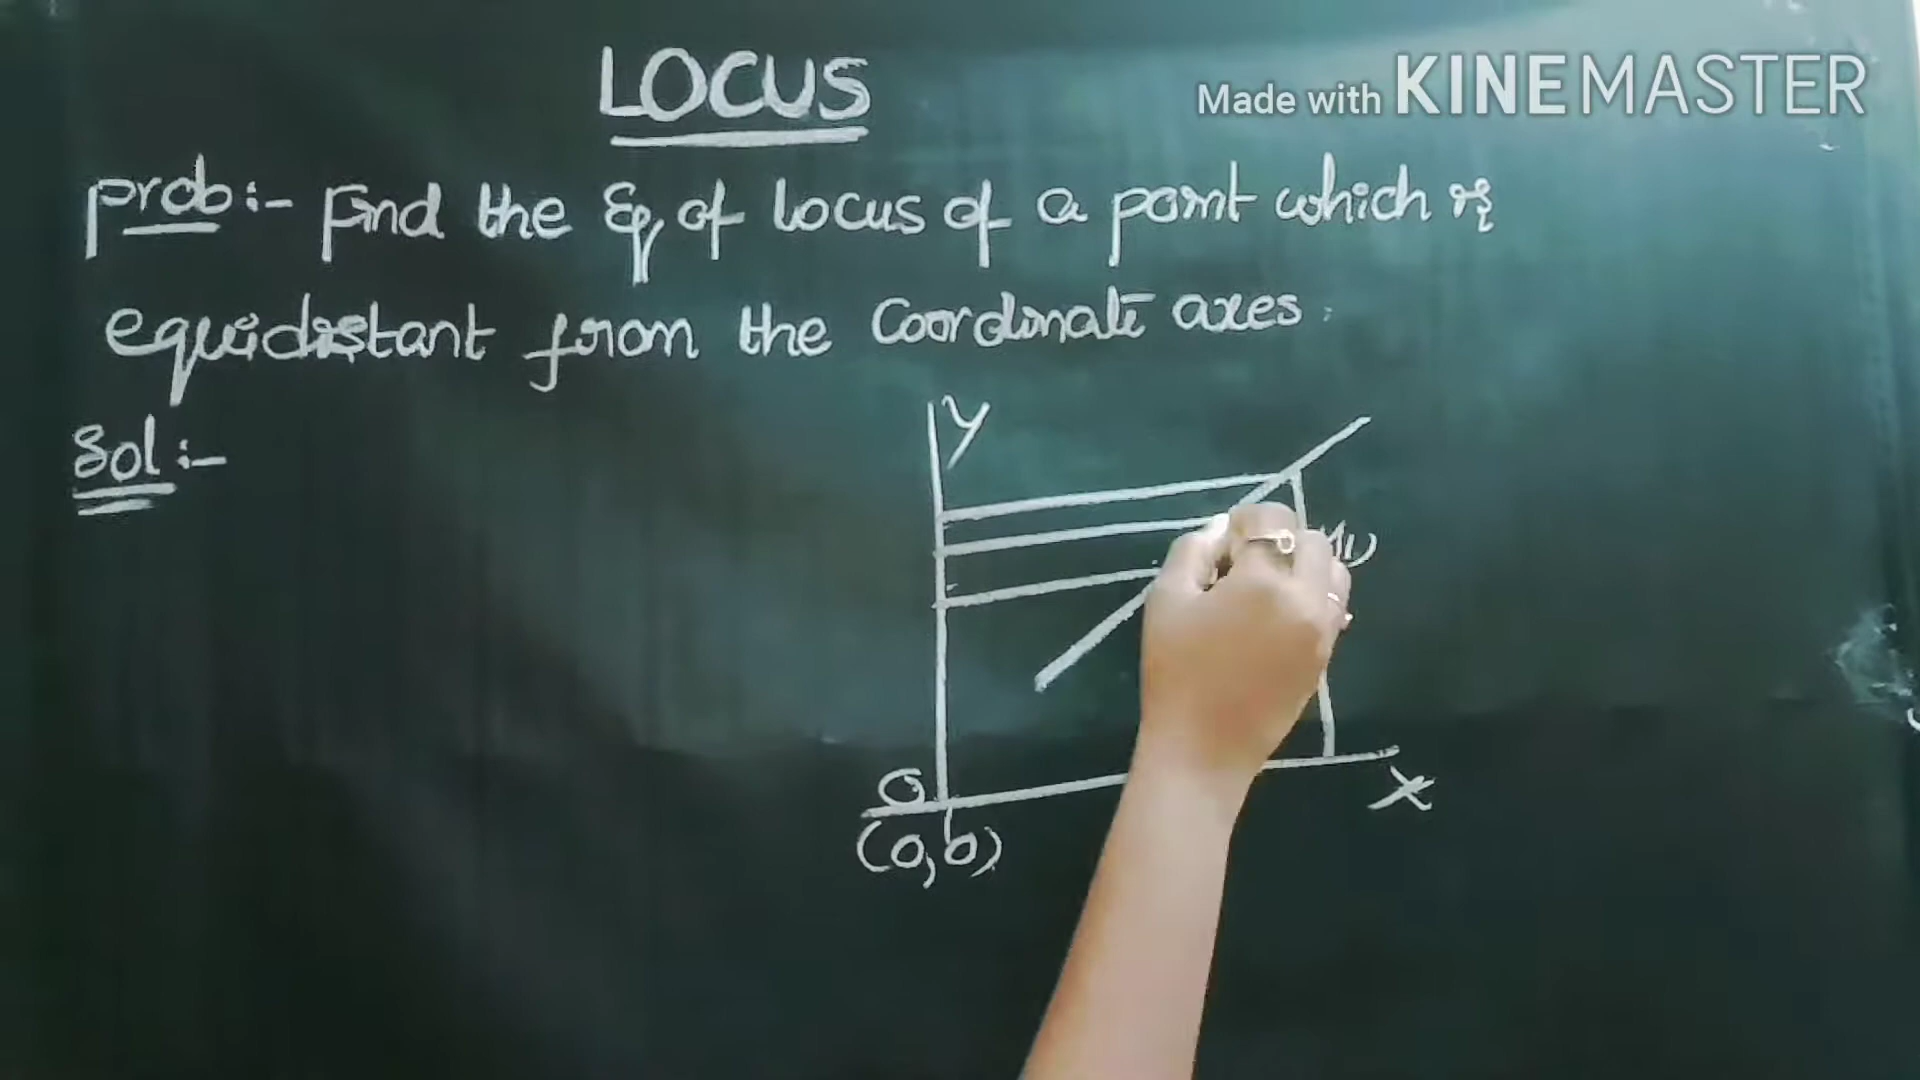 LOCUS
Made with KINEMASTER
prob:- Find the Eq of Locus of a point which is
equidistant from the Coordinate axes.
Sol:-
Y
O
X
(0,0)